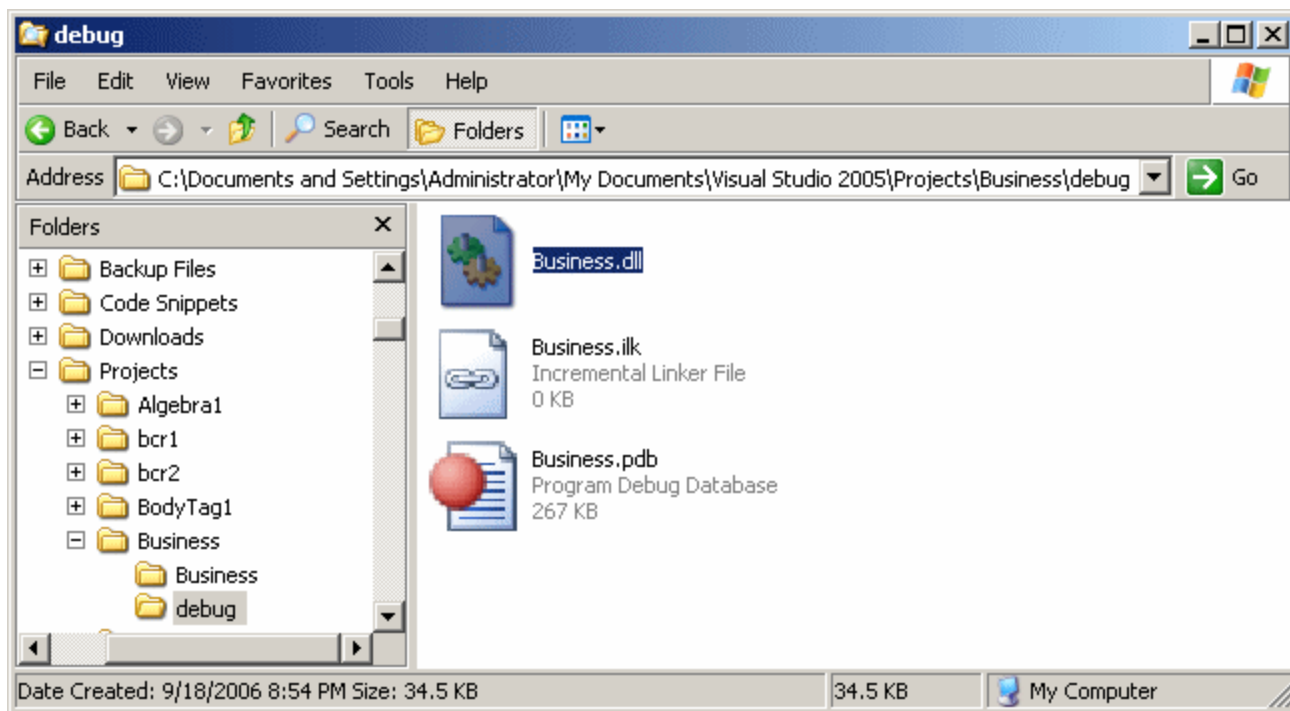 debug
File Edit View Favorites Tools Help
Back Search Folders
Address C:\Documents and Settings\Administrator\My Documents\Visual Studio 2005\Projects\Business\debug Go
Folders
Backup Files
Code Snippets
Downloads
Projects
Algebra1
bcr1
bcr2
BodyTag1
Business
Business
debug
Business.dll
Business.ilk
Incremental Linker File
0 KB
Business.pdb
Program Debug Database
267 KB
Date Created: 9/18/2006 8:54 PM Size: 34.5 KB 34.5 KB My Computer